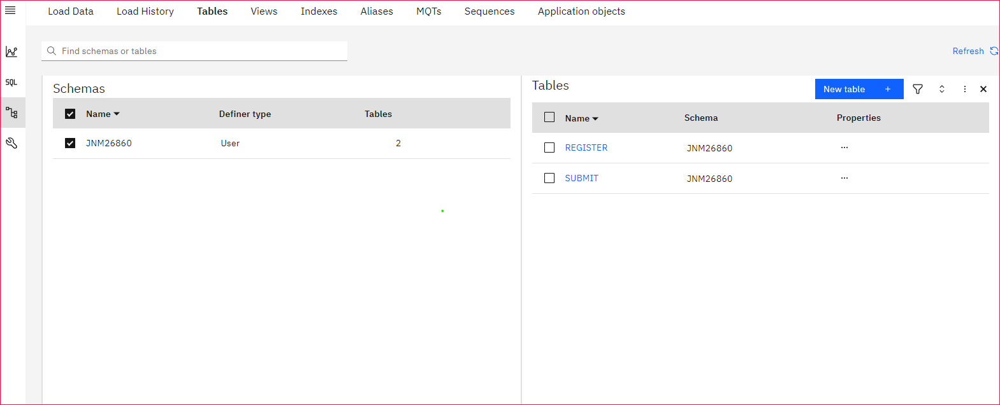 Load Data Load History Tables Views Indexes Aliases MQTs Sequences Application objects
Find schemas or tables
Refresh
SQL
Schemas
Name Definer type Tables
JNM26860 User 2
Tables
New table +
Name Schema Properties
REGISTER JNM26860 ...
SUBMIT JNM26860 ...